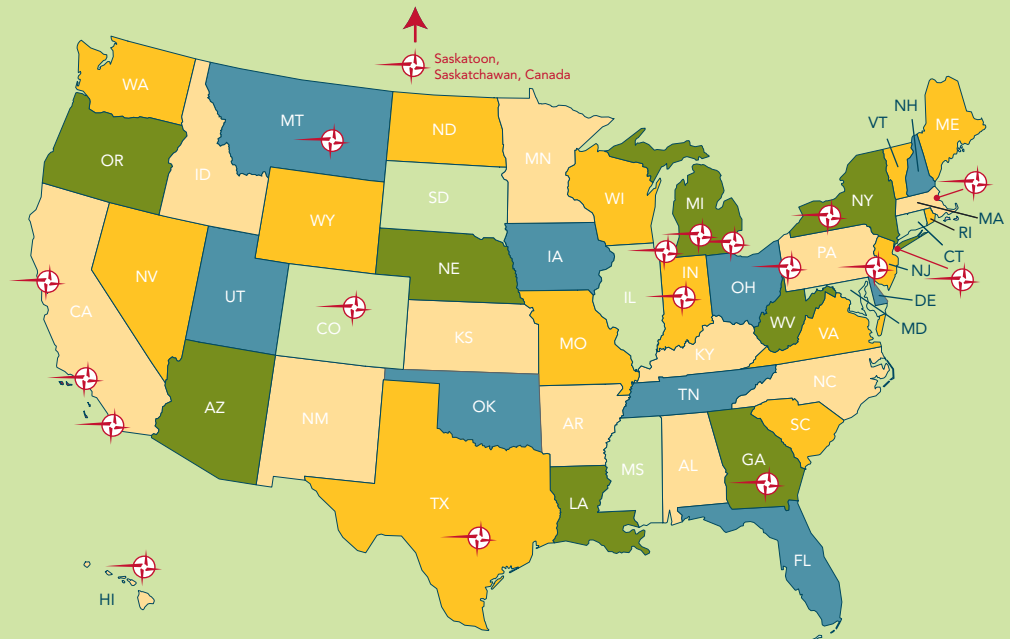 Saskatoon,
Saskatchawan, Canada
WA
MT
ND
MN
NH
VT
ME
OR
ID
SD
WI
MI
NY
MA
RI
WY
CT
PA
NJ
IA
NE
NV
IN
OH
DE
UT
IL
CA
CO
WV
MD
VA
KS
MO
KY
NC
TN
AZ
OK
NM
AR
SC
GA
MS
AL
TX
LA
FL
HI